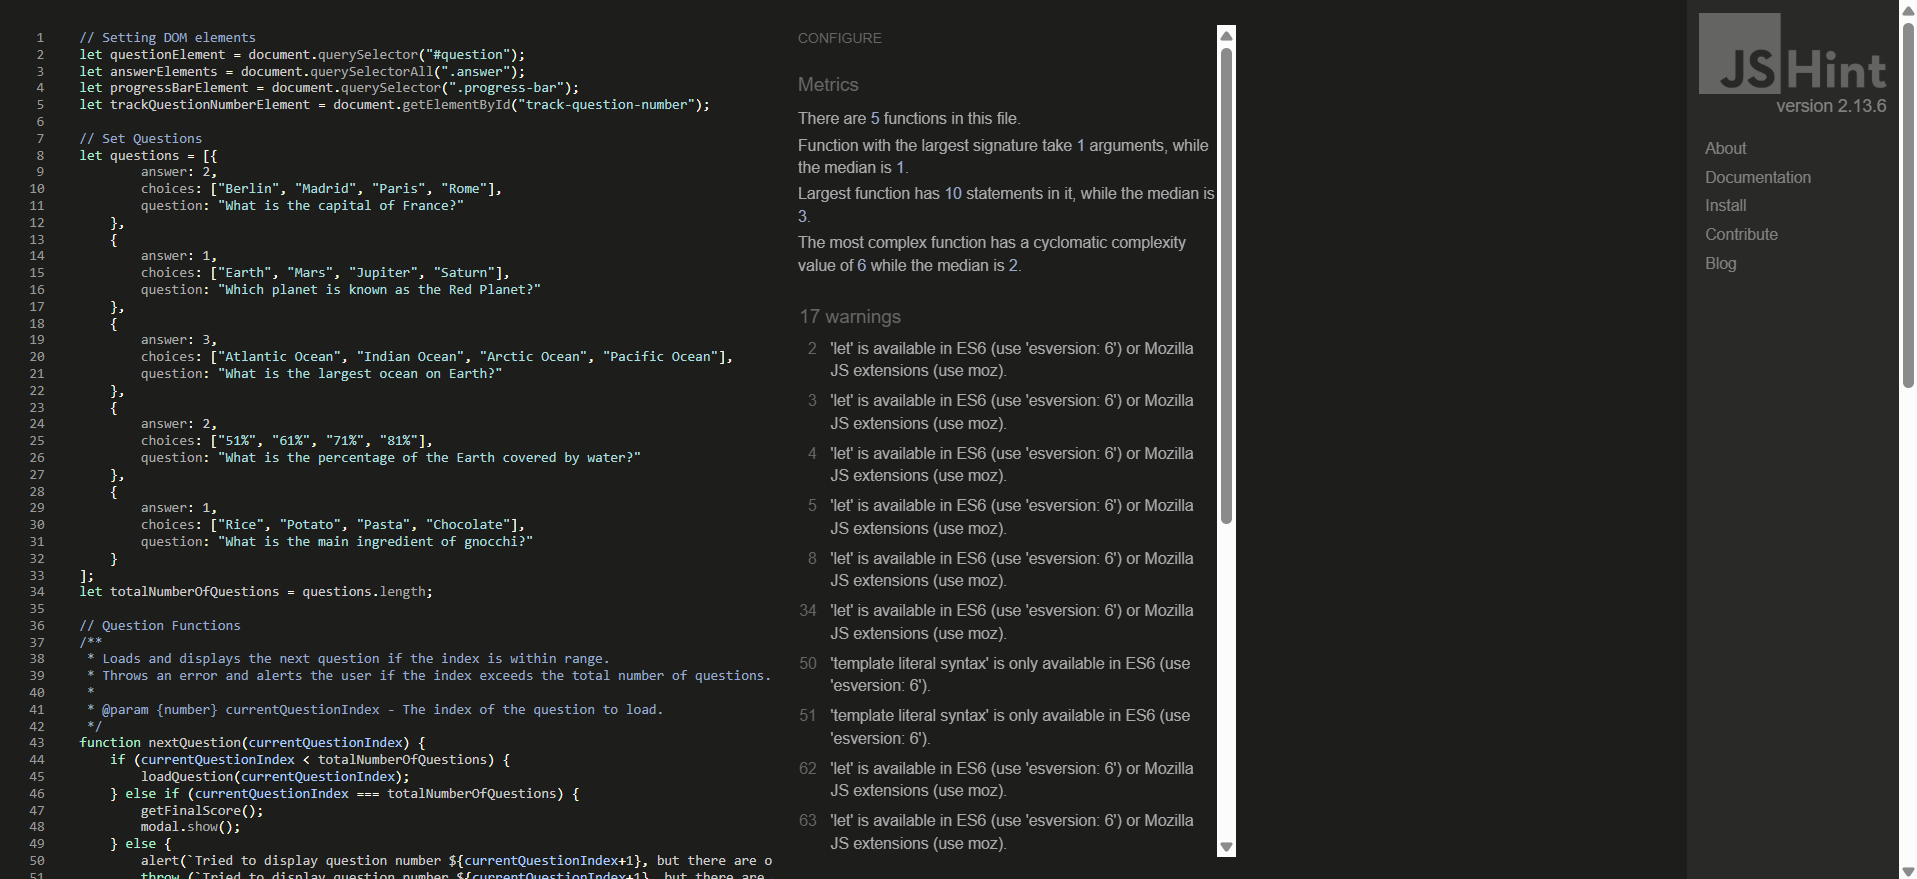 1 // Setting DOM elements
2 let questionElement = document.querySelector("#question");
3 let answerElements = document.querySelectorAll(".answer");
4 let progressBarElement = document.querySelector(".progress-bar");
5 let trackQuestionNumberElement = document.getElementById("track-question-number");
6
7 // Set Questions
8 let questions = [{
9 answer: 2,
10 choices: ["Berlin", "Madrid", "Paris", "Rome"],
11 question: "What is the capital of France?"
12 },
13 {
14 answer: 1,
15 choices: ["Earth", "Mars", "Jupiter", "Saturn"],
16 question: "Which planet is known as the Red Planet?"
17 },
18 {
19 answer: 3,
20 choices: ["Atlantic Ocean", "Indian Ocean", "Arctic Ocean", "Pacific Ocean"],
21 question: "What is the largest ocean on Earth?"
22 },
23 {
24 answer: 2,
25 choices: ["51%", "61%", "71%", "81%"],
26 question: "What is the percentage of the Earth covered by water?"
27 },
28 {
29 answer: 1,
30 choices: ["Rice", "Potato", "Pasta", "Chocolate"],
31 question: "What is the main ingredient of gnocchi?"
32 }
33 ];
34 let totalNumberOfQuestions = questions.length;
35
36 // Question Functions
37 /**
38 * Loads and displays the next question if the index is within range.
39 * Throws an error and alerts the user if the index exceeds the total number of questions.
40 *
41 * @param {number} currentQuestionIndex - The index of the question to load.
42 */
43 function nextQuestion(currentQuestionIndex) {
44 if (currentQuestionIndex < totalNumberOfQuestions) {
45 loadQuestion(currentQuestionIndex);
46 } else if (currentQuestionIndex === totalNumberOfQuestions) {
47 getFinalScore();
48 modal.show();
49 } else {
50 alert(`Tried to display question number ${currentQuestionIndex+1}, but there are o
51 throw (`Tried to display question number ${currentQuestionIndex+1}, but there are
CONFIGURE
Metrics
There are 5 functions in this file.
Function with the largest signature take 1 arguments, while
the median is 1.
Largest function has 10 statements in it, while the median is
3.
The most complex function has a cyclomatic complexity
value of 6 while the median is 2.
17 warnings
2 'let' is available in ES6 (use 'esversion: 6') or Mozilla
JS extensions (use moz).
3 'let' is available in ES6 (use 'esversion: 6') or Mozilla
JS extensions (use moz).
4 'let' is available in ES6 (use 'esversion: 6') or Mozilla
JS extensions (use moz).
5 'let' is available in ES6 (use 'esversion: 6') or Mozilla
JS extensions (use moz).
8 'let' is available in ES6 (use 'esversion: 6') or Mozilla
JS extensions (use moz).
34 'let' is available in ES6 (use 'esversion: 6') or Mozilla
JS extensions (use moz).
50 'template literal syntax' is only available in ES6 (use
'esversion: 6').
51 'template literal syntax' is only available in ES6 (use
'esversion: 6').
62 'let' is available in ES6 (use 'esversion: 6') or Mozilla
JS extensions (use moz).
63 'let' is available in ES6 (use 'esversion: 6') or Mozilla
JS extensions (use moz).
JSHint
version 2.13.6
About
Documentation
Install
Contribute
Blog